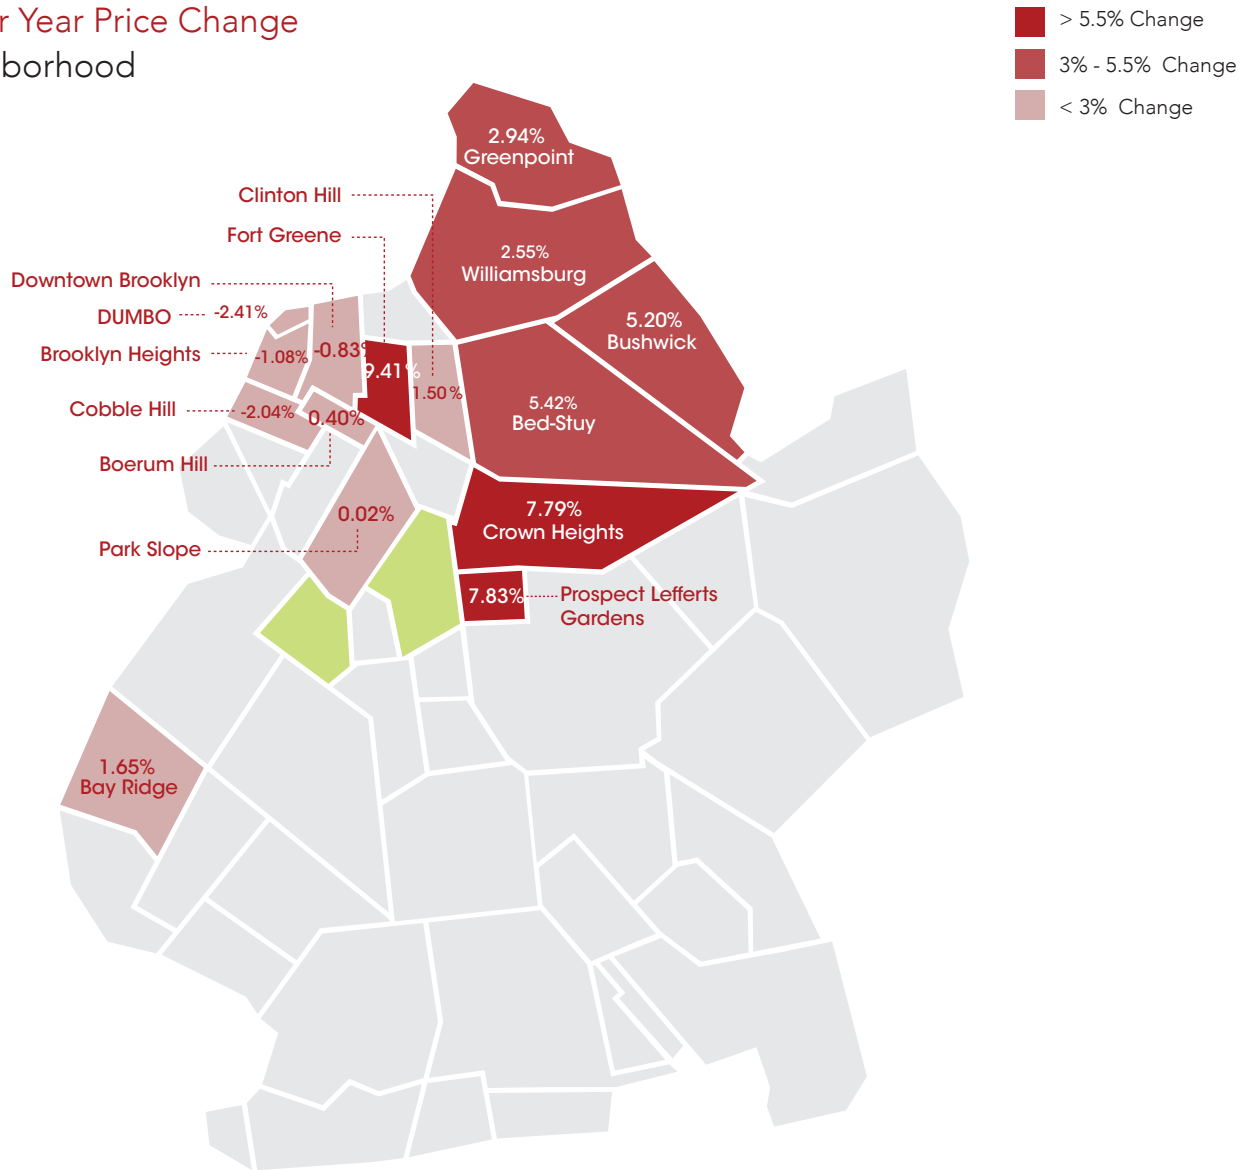 r Year Price Change
borhood
> 5.5% Change
3% - 5.5% Change
< 3% Change
2.94%
Greenpoint
Clinton Hill
Fort Greene
2.55%
Williamsburg
Downtown Brooklyn
DUMBO
-2.41%
5.20%
Bushwick
Brooklyn Heights
-1.08%
-0.83%
9.41%
1.50%
Cobble Hill
-2.04%
0.40%
5.42%
Bed-Stuy
Boerum Hill
0.02%
7.79%
Crown Heights
Park Slope
7.83%
Prospect Lefferts
Gardens
1.65%
Bay Ridge